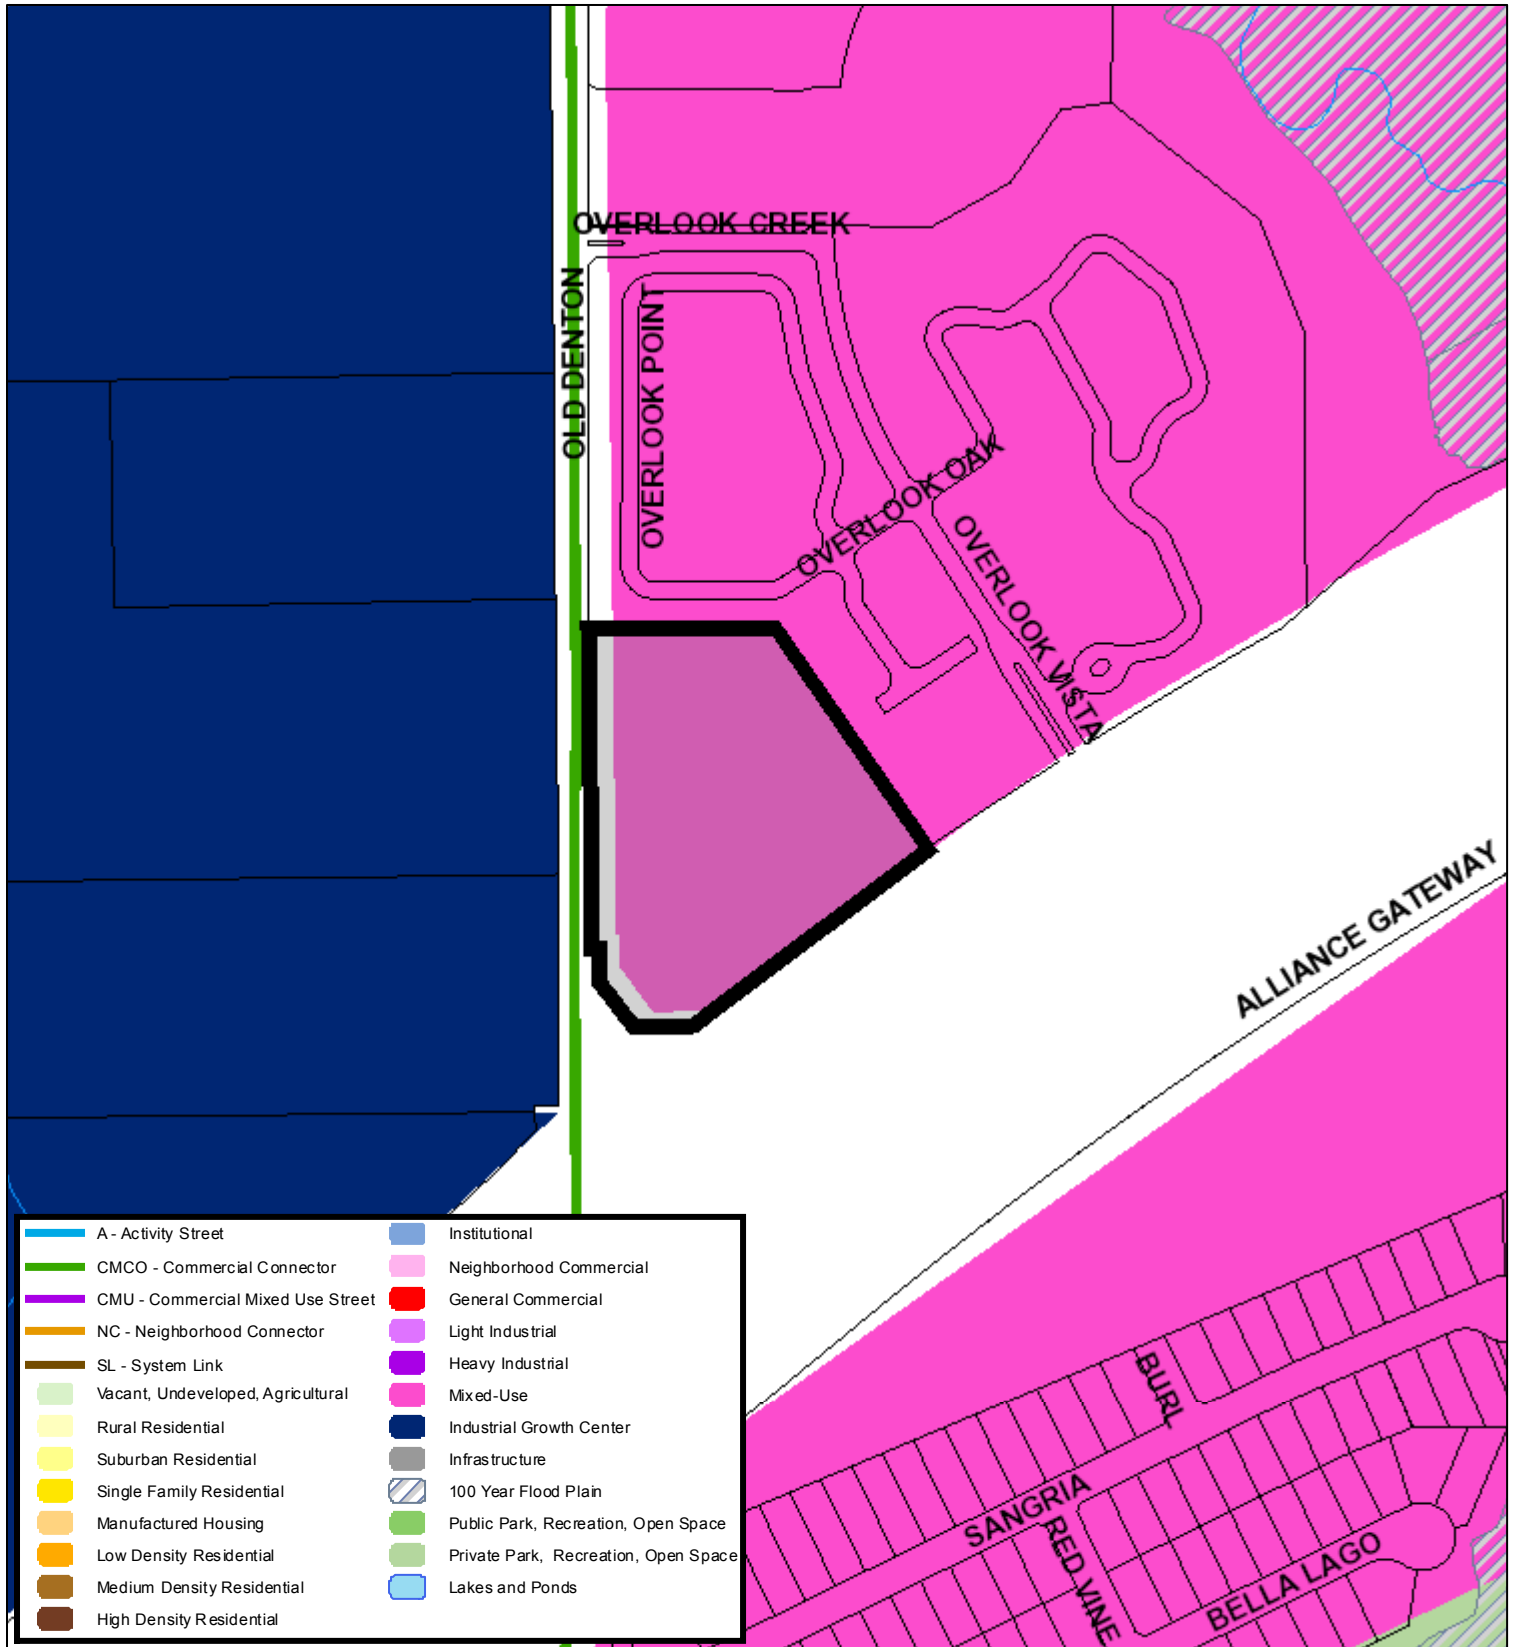 OVERLOOK CREEK
OLD DENTON
OVERLOOK POINT
OVERLOOK OAK
OVERLOOK VISTA
ALLIANCE GATEWAY
BURL
SANGRIA
RED VINE
BELLA LAGO
A - Activity Street
CMCO - Commercial Connector
CMU - Commercial Mixed Use Street
NC - Neighborhood Connector
SL - System Link
Vacant, Undeveloped, Agricultural
Rural Residential
Suburban Residential
Single Family Residential
Manufactured Housing
Low Density Residential
Medium Density Residential
High Density Residential
Institutional
Neighborhood Commercial
General Commercial
Light Industrial
Heavy Industrial
Mixed-Use
Industrial Growth Center
Infrastructure
100 Year Flood Plain
Public Park, Recreation, Open Space
Private Park, Recreation, Open Space
Lakes and Ponds